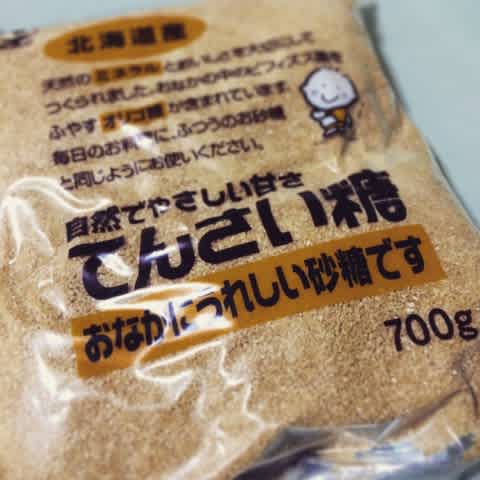 北海道産
天然のミネラルとおいしさを大切にして
つくられました。おなかの中のビフィズス菌を
ふやすオリゴ糖が含まれています。
毎日のお料理に、ふつうのお砂糖
と同じようにお使いください。
自然でやさしい甘さ
てんさい糖
おなかにうれしい砂糖です
700g